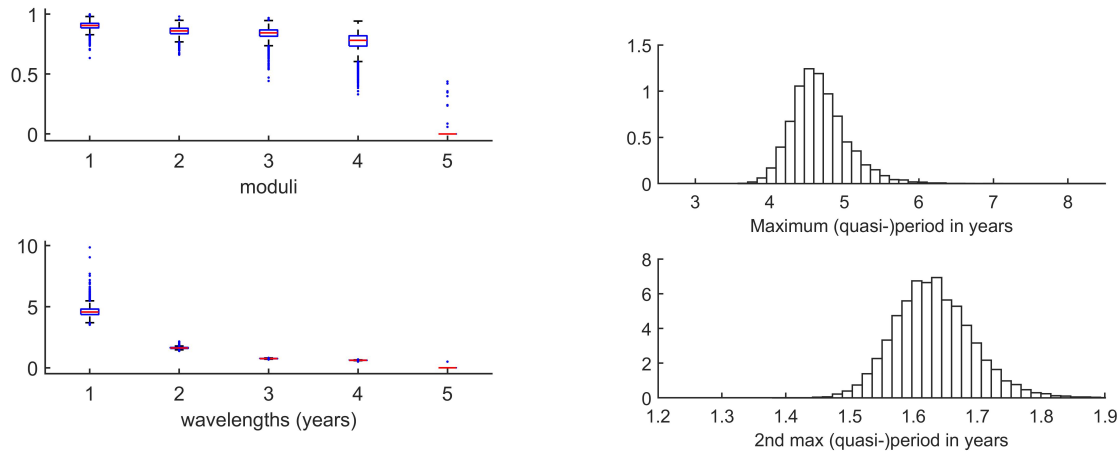 1
0.5
0
1 2 3 4 5
moduli
10
5
0
1 2 3 4 5
wavelengths (years)
1.5
1
0.5
0
3 4 5 6 7 8
Maximum (quasi-)period in years
8
6
4
2
0
1.2 1.3 1.4 1.5 1.6 1.7 1.8 1.9
2nd max (quasi-)period in years